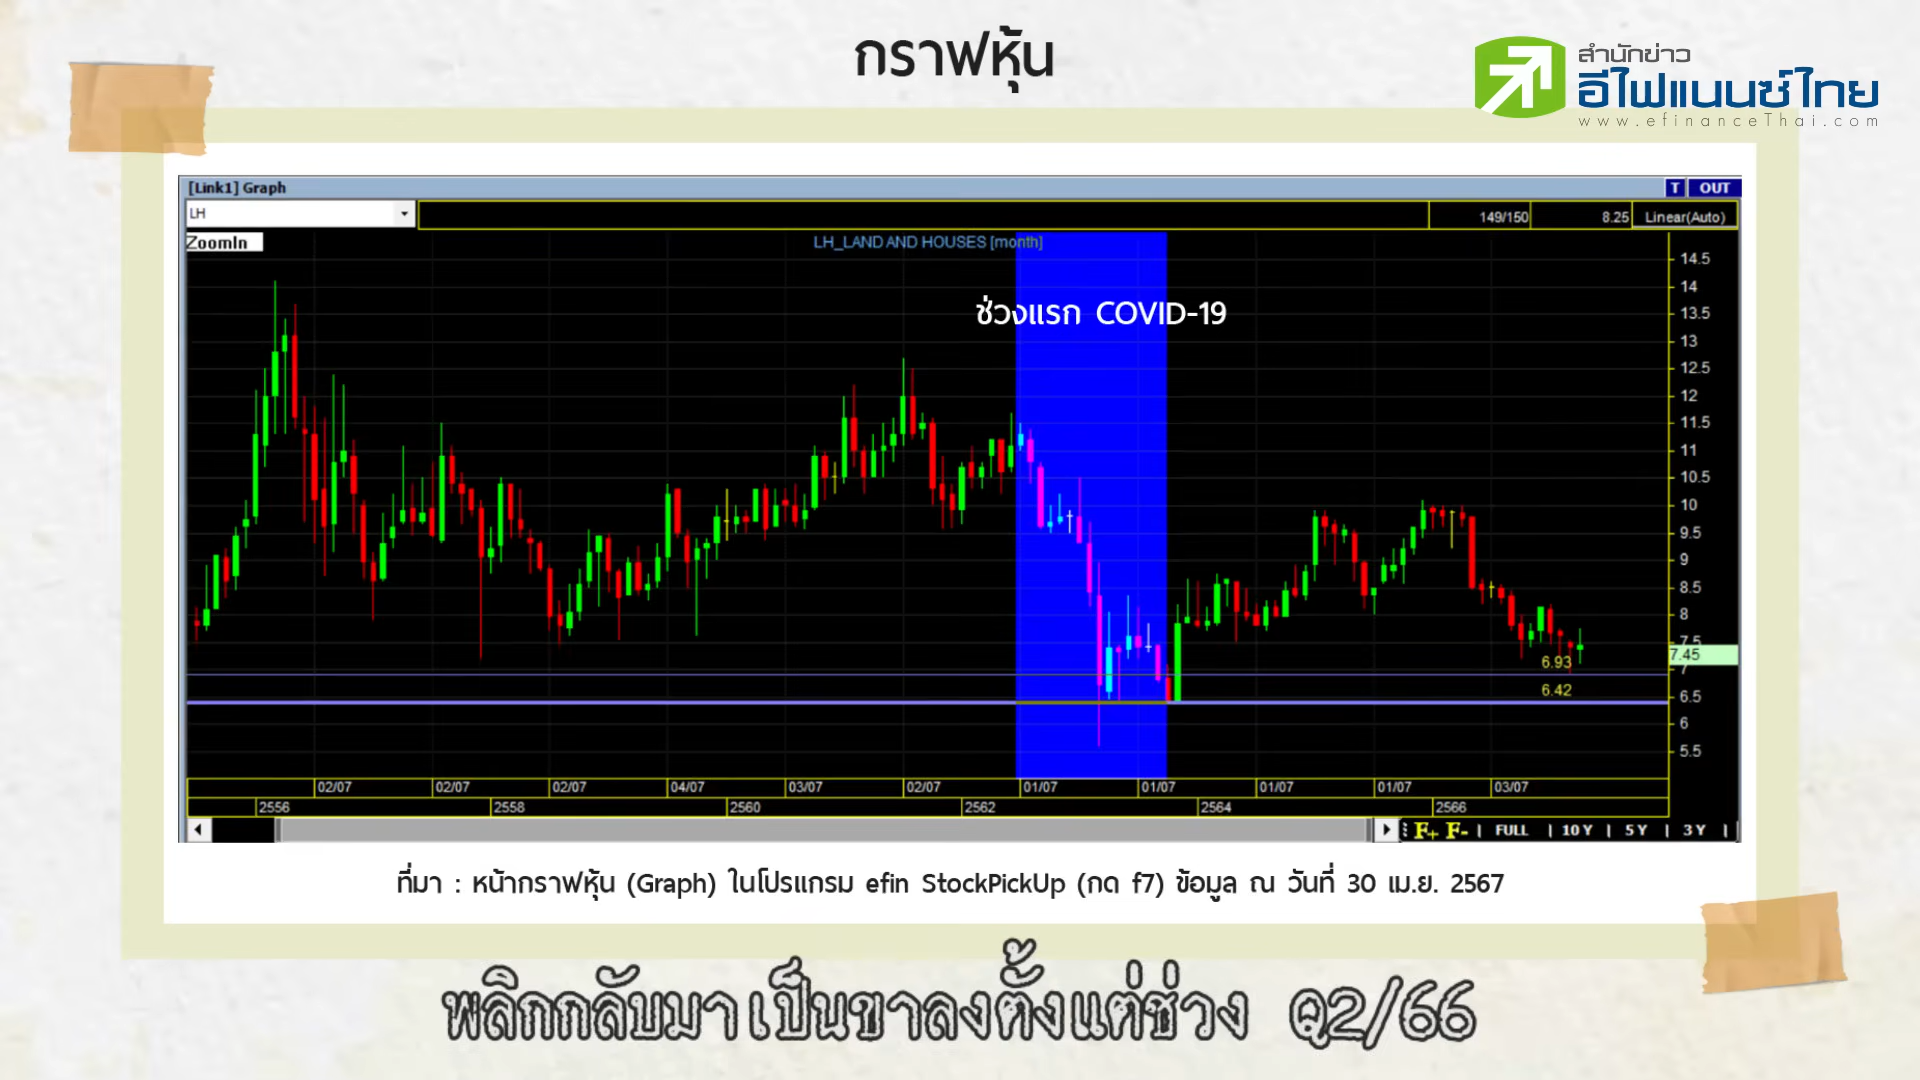 กราฟหุ้น
สำนักข่าว
อีไฟแนนซ์ไทย
www.efinanceThai.com
[Link1] Graph
T OUT
LH
149/150 8.25 Linear(Auto)
ZoomIn
LH_LAND AND HOUSES [month]
ช่วงแรก COVID-19
14.5
14
13.5
13
12.5
12
11.5
11
10.5
10
9.5
9
8.5
8
7.5
7.45
7
6.5
6
5.5
6.93
6.42
02/07 02/07 02/07 04/07 03/07 02/07 01/07 01/07 01/07 01/07 03/07
2556 2558 2560 2562 2564 2566
F+ F- | FULL | 10 Y | 5 Y | 3 Y |
ที่มา : หน้ากราฟหุ้น (Graph) ในโปรแกรม efin StockPickUp (กด f7) ข้อมูล ณ วันที่ 30 เม.ย. 2567
พลิกกลับมาเป็นขาลงตั้งแต่ช่วง Q2/66